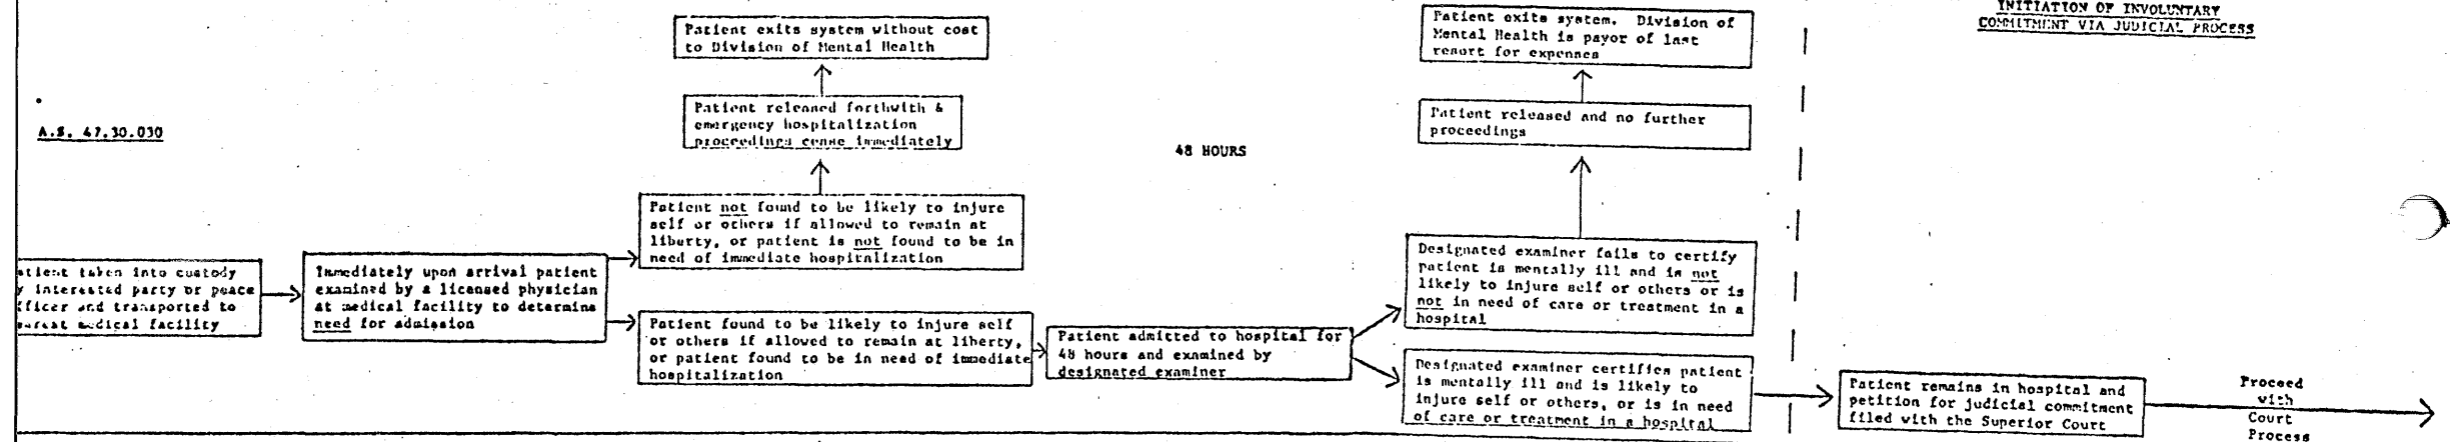 INITIATION OF INVOLUNTARY
COMMITMENT VIA JUDICIAL PROCESS
A.S. 47.30.030
48 HOURS
atient taken into custody
y interested party or peace
fficer and transported to
earest medical facility
Immediately upon arrival patient
examined by a licensed physician
at medical facility to determine
need for admission
Patient not found to be likely to injure
self or others if allowed to remain at
liberty, or patient is not found to be in
need of immediate hospitalization
Patient released forthwith &
emergency hospitalization
proceedings cease immediately
Patient exits system without cost
to Division of Mental Health
Patient found to be likely to injure self
or others if allowed to remain at liberty,
or patient found to be in need of immediate
hospitalization
Patient admitted to hospital for
48 hours and examined by
designated examiner
Designated examiner fails to certify
patient is mentally ill and is not
likely to injure self or others or is
not in need of care or treatment in a
hospital
Patient released and no further
proceedings
Patient exits system. Division of
Mental Health is payor of last
resort for expenses
Designated examiner certifies patient
is mentally ill and is likely to
injure self or others, or is in need
of care or treatment in a hospital
Patient remains in hospital and
petition for judicial commitment
filed with the Superior Court
Proceed
with
Court
Process